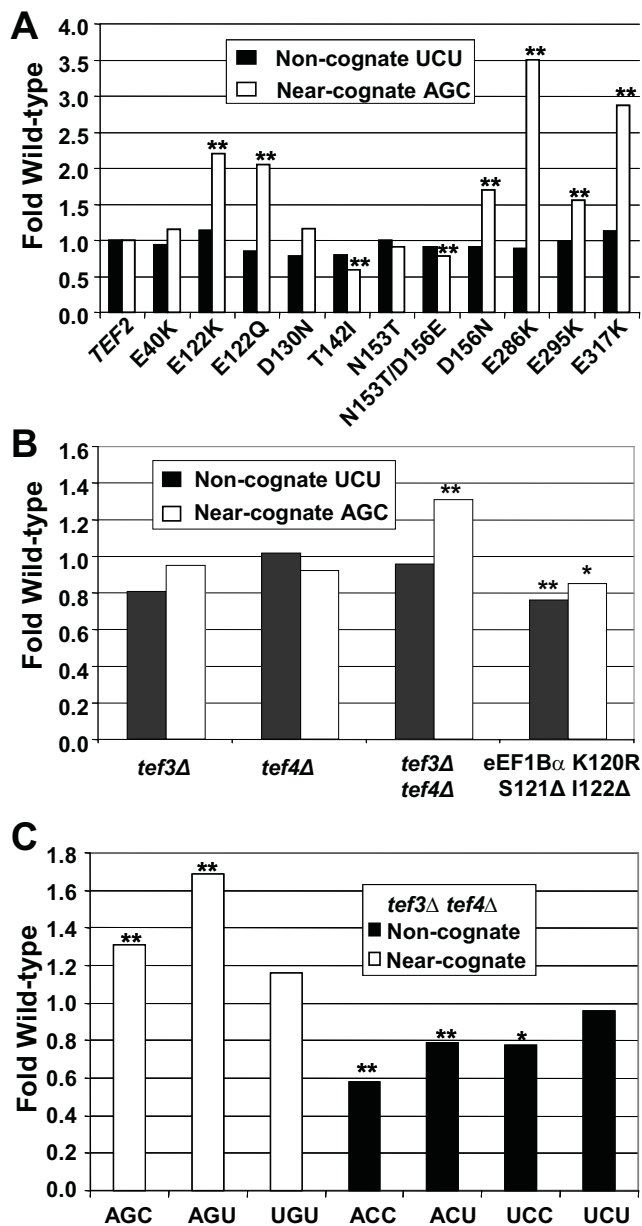 A
Fold Wild-type
4.0
3.5
3.0
2.5
2.0
1.5
1.0
0.5
0.0
Non-cognate UCU
Near-cognate AGC
** ** ** ** ** ** ** **
TEF2 E40K E122K E122Q D130N T142I N153T N153T/D156E D156N E286K E295K E317K
B
Fold Wild-type
1.6
1.4
1.2
1.0
0.8
0.6
0.4
0.2
0.0
Non-cognate UCU
Near-cognate AGC
** ** *
tef3Δ tef4Δ tef3Δ eEF1Bα K120R
tef4Δ S121Δ I122Δ
C
Fold Wild-type
1.8
1.6
1.4
1.2
1.0
0.8
0.6
0.4
0.2
0.0
tef3Δ tef4Δ
Non-cognate
Near-cognate
** ** ** ** *
AGC AGU UGU ACC ACU UCC UCU